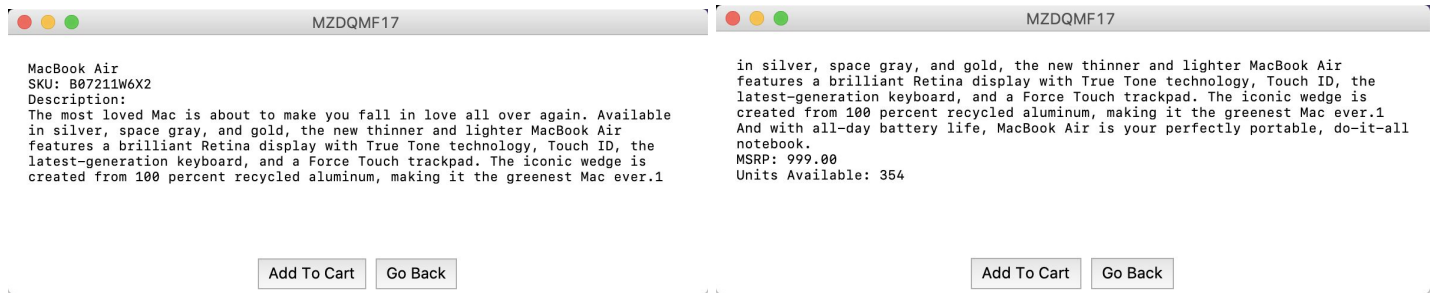 MZDQMF17
MacBook Air
SKU: B07211W6X2
Description:
The most loved Mac is about to make you fall in love all over again. Available
in silver, space gray, and gold, the new thinner and lighter MacBook Air
features a brilliant Retina display with True Tone technology, Touch ID, the
latest-generation keyboard, and a Force Touch trackpad. The iconic wedge is
created from 100 percent recycled aluminum, making it the greenest Mac ever.1
Add To Cart Go Back
MZDQMF17
in silver, space gray, and gold, the new thinner and lighter MacBook Air
features a brilliant Retina display with True Tone technology, Touch ID, the
latest-generation keyboard, and a Force Touch trackpad. The iconic wedge is
created from 100 percent recycled aluminum, making it the greenest Mac ever.1
And with all-day battery life, MacBook Air is your perfectly portable, do-it-all
notebook.
MSRP: 999.00
Units Available: 354
Add To Cart Go Back